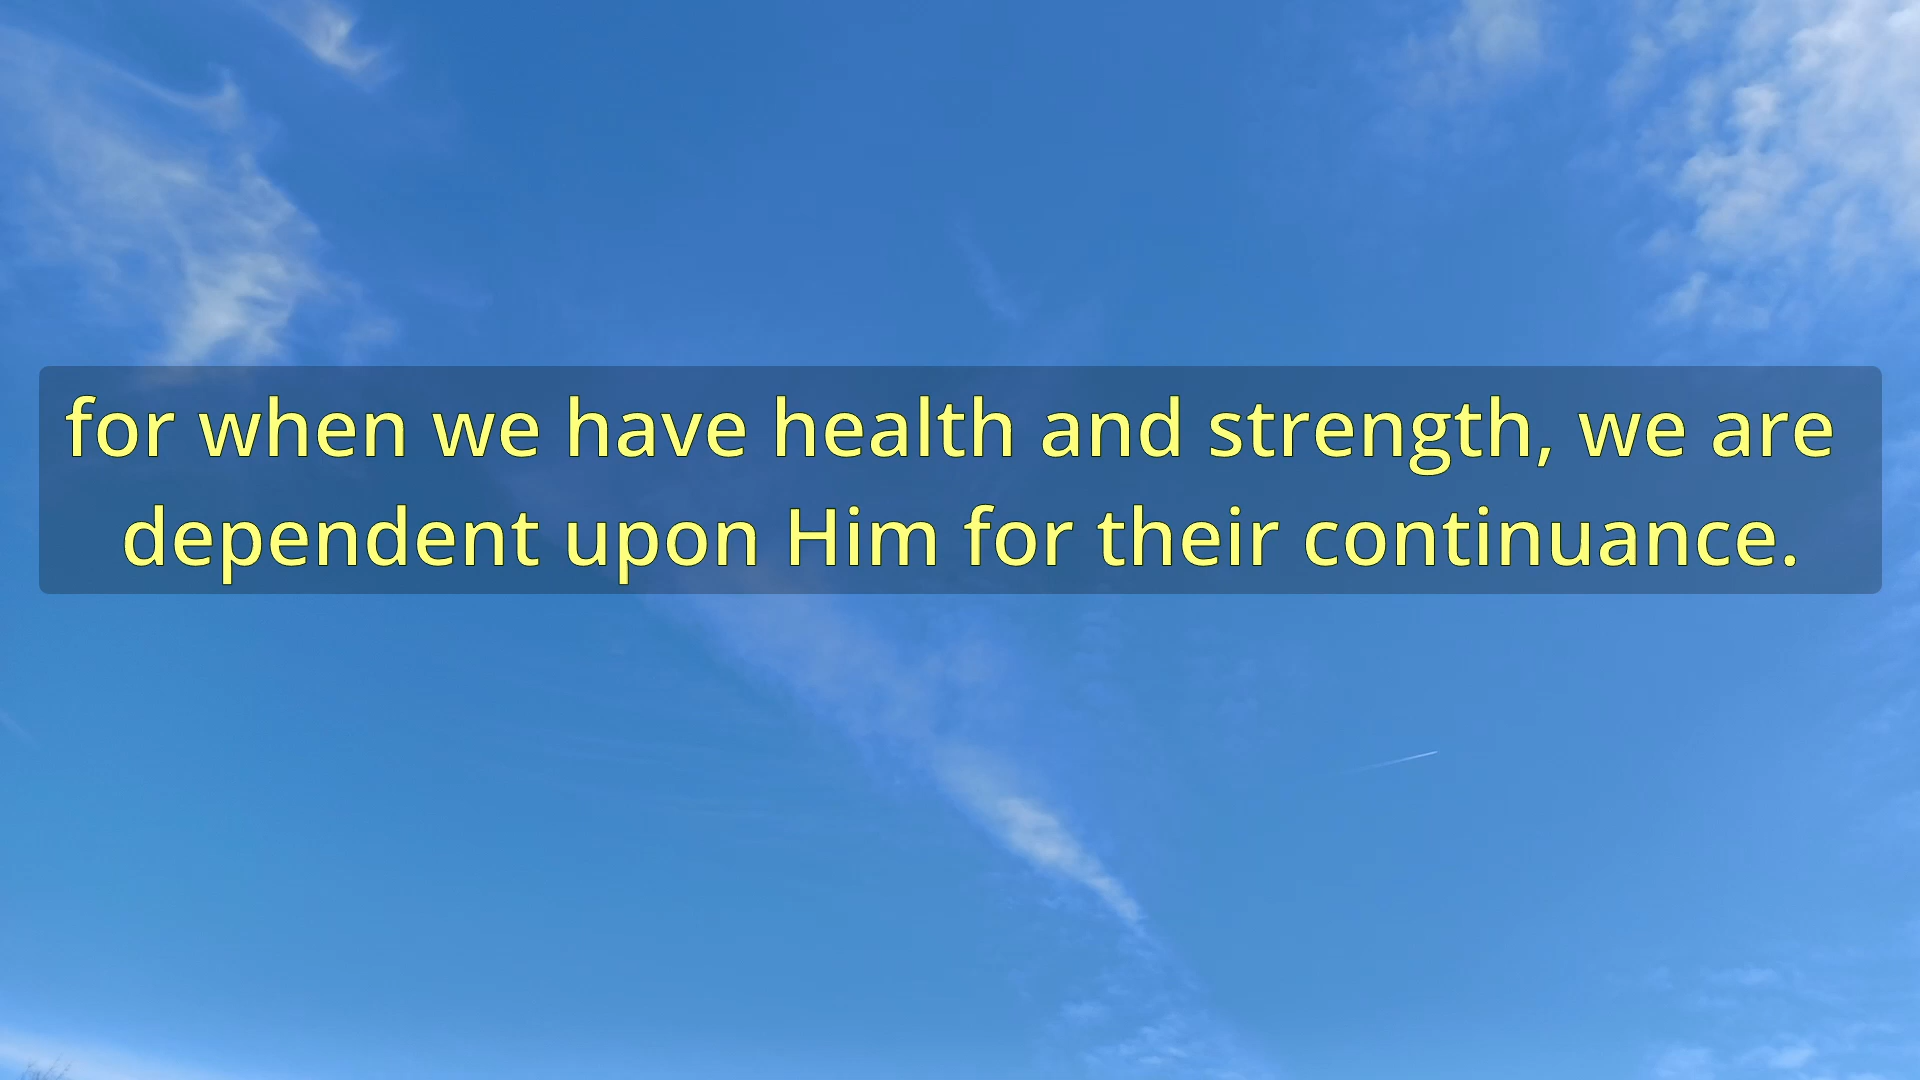 for when we have health and strength, we are
dependent upon Him for their continuance.